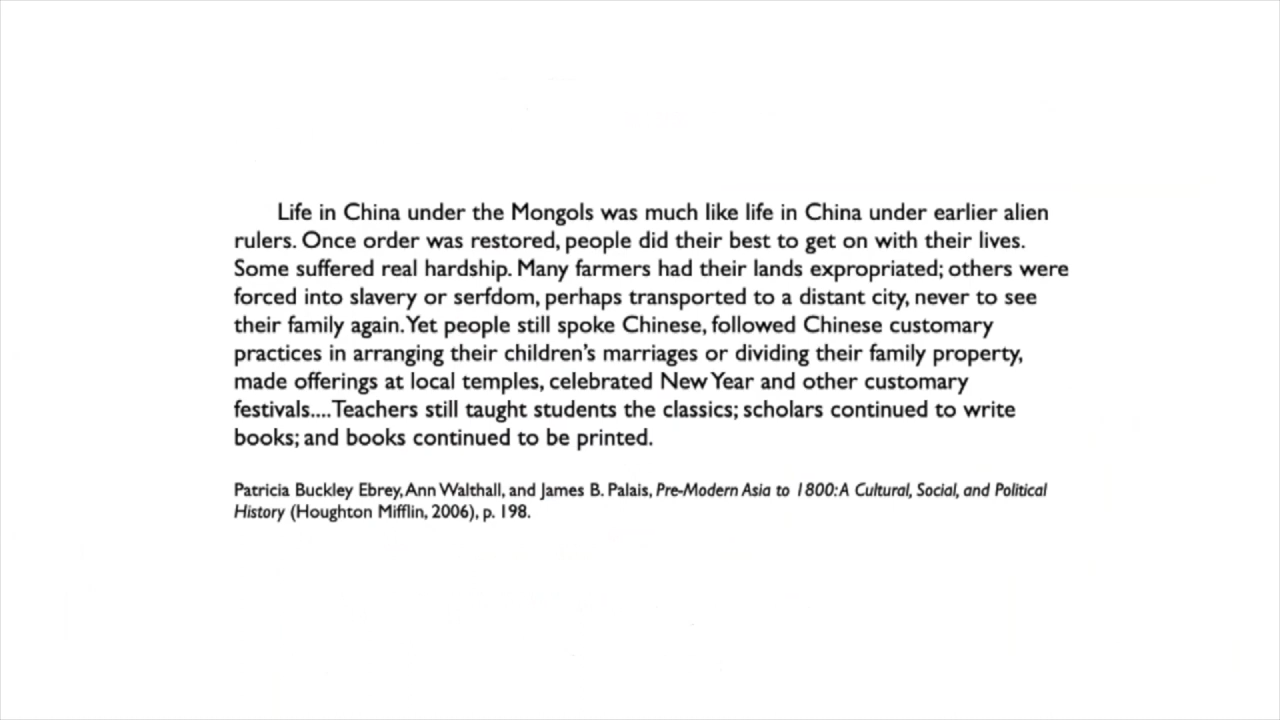 Life in China under the Mongols was much like life in China under earlier alien
rulers. Once order was restored, people did their best to get on with their lives.
Some suffered real hardship. Many farmers had their lands expropriated; others were
forced into slavery or serfdom, perhaps transported to a distant city, never to see
their family again. Yet people still spoke Chinese, followed Chinese customary
practices in arranging their children's marriages or dividing their family property,
made offerings at local temples, celebrated New Year and other customary
festivals.... Teachers still taught students the classics; scholars continued to write
books; and books continued to be printed.
Patricia Buckley Ebrey, Ann Walthall, and James B. Palais, Pre-Modern Asia to 1800: A Cultural, Social, and Political
History (Houghton Mifflin, 2006), p. 198.